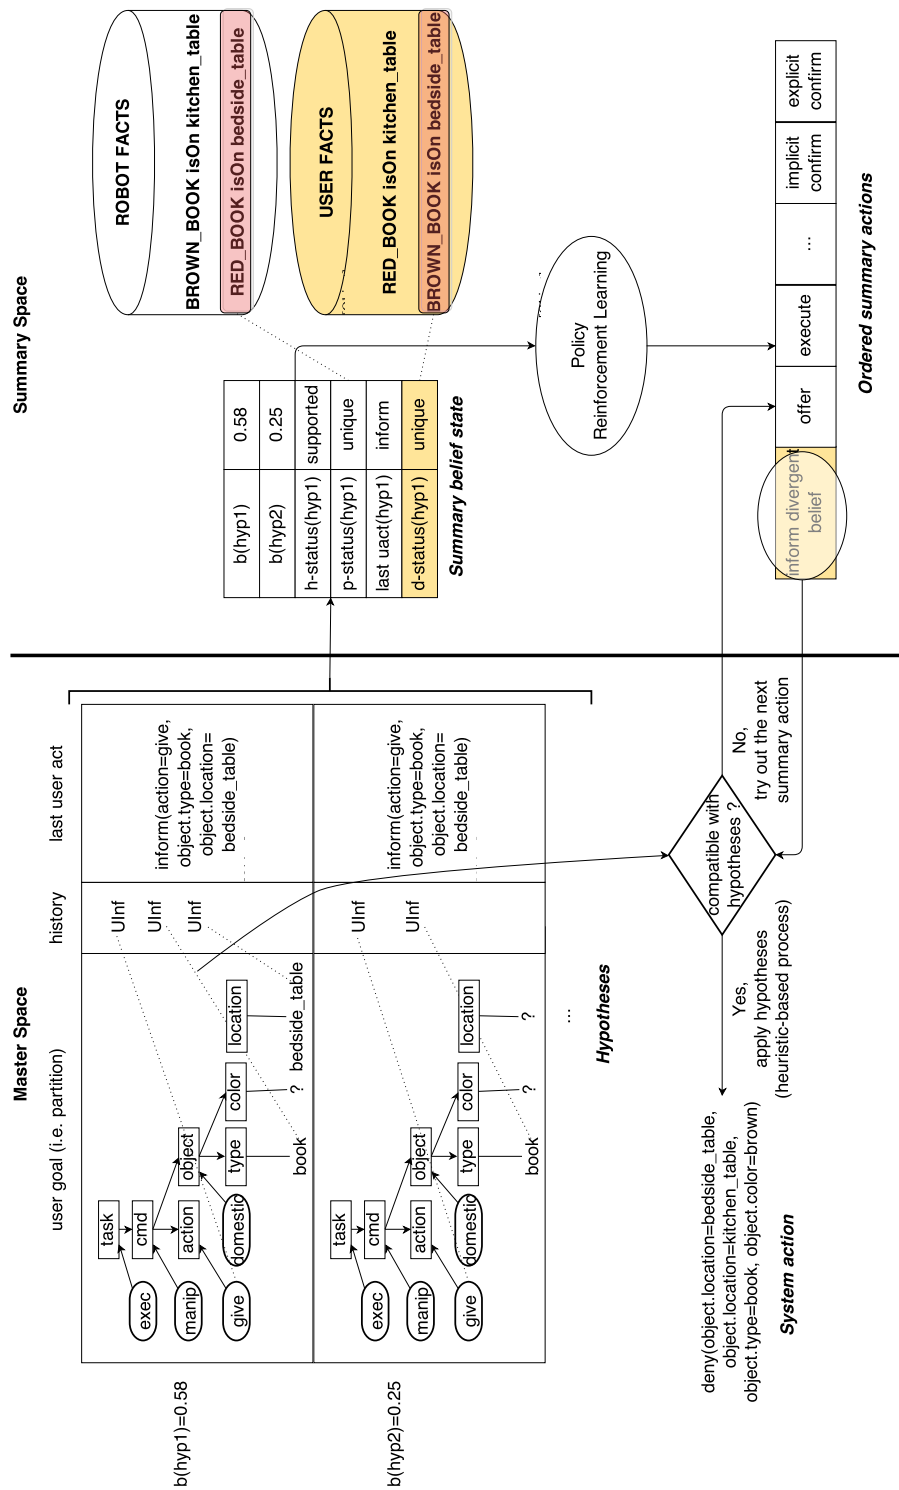 Master Space
Summary Space
user goal (i.e. partition)
history
last user act
b(hyp1)=0.58
exec
manip
give
task
cmd
action
domestic
object
type
color
location
book
?
bedside_table
UInf
UInf
UInf
inform(action=give,
object.type=book,
object.location=
bedside_table)
b(hyp2)=0.25
exec
manip
give
task
cmd
action
domestic
object
type
color
location
book
?
?
UInf
UInf
inform(action=give,
object.type=book,
object.location=
bedside_table)
...
Hypotheses
b(hyp1) 0.58
b(hyp2) 0.25
h-status(hyp1) supported
p-status(hyp1) unique
last uact(hyp1) inform
d-status(hyp1) unique
Summary belief state
ROBOT FACTS
BROWN_BOOK isOn kitchen_table
RED_BOOK isOn bedside_table
USER FACTS
RED_BOOK isOn kitchen_table
BROWN_BOOK isOn bedside_table
Policy
Reinforcement Learning
inform divergent
belief
offer
execute
...
implicit
confirm
explicit
confirm
Ordered summary actions
compatible with
hypotheses ?
No,
try out the next
summary action
Yes,
apply hypotheses
(heuristic-based process)
deny(object.location=bedside_table,
object.location=kitchen_table,
object.type=book, object.color=brown)
System action